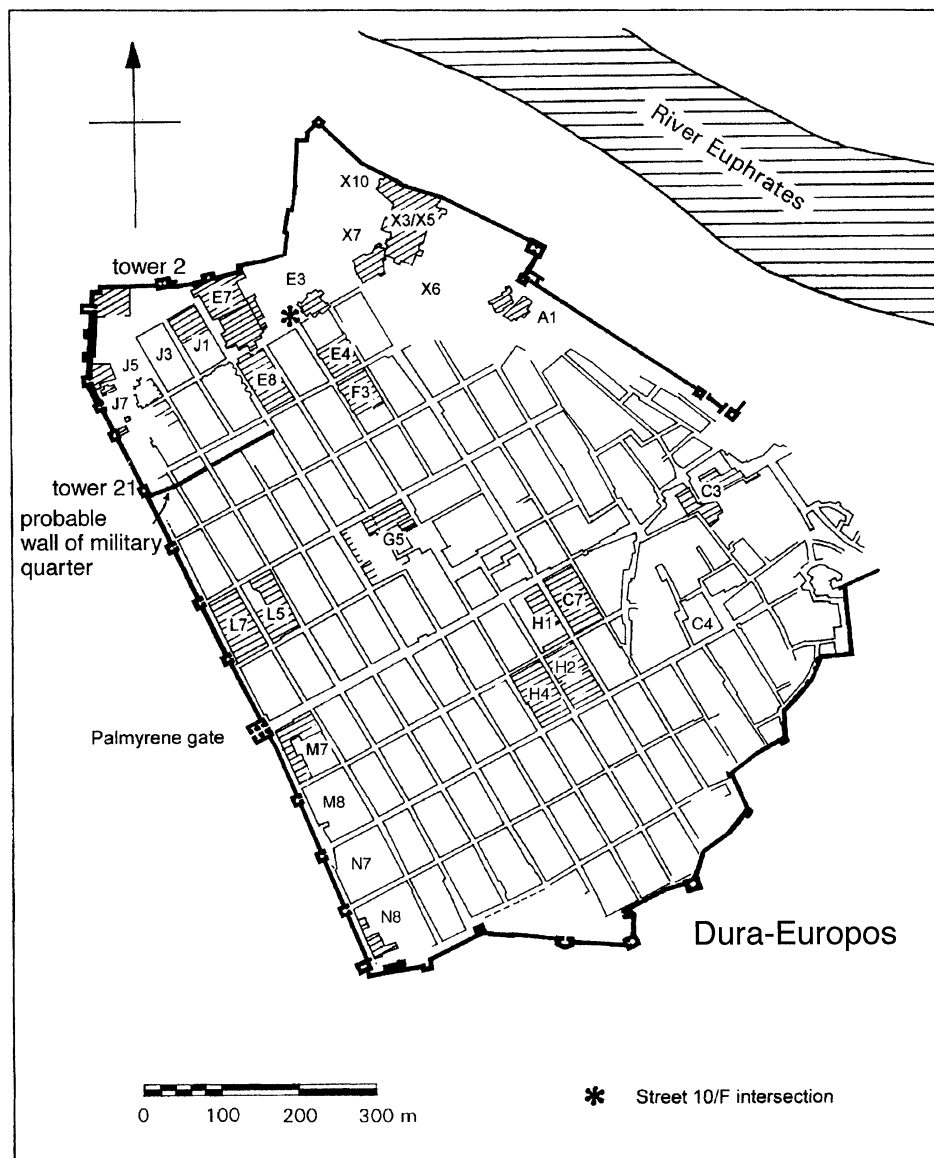 River Euphrates
X10
X3/X5
X7
tower 2
E3
X6
E7
A1
J1
J3
E4
J5
E8
F3
J7
tower 21
C3
probable
wall of military
quarter
G5
C7
L5
L7
H1
C4
H2
H4
Palmyrene gate
M7
M8
N7
N8
Dura-Europos
0 100 200 300 m
* Street 10/F intersection